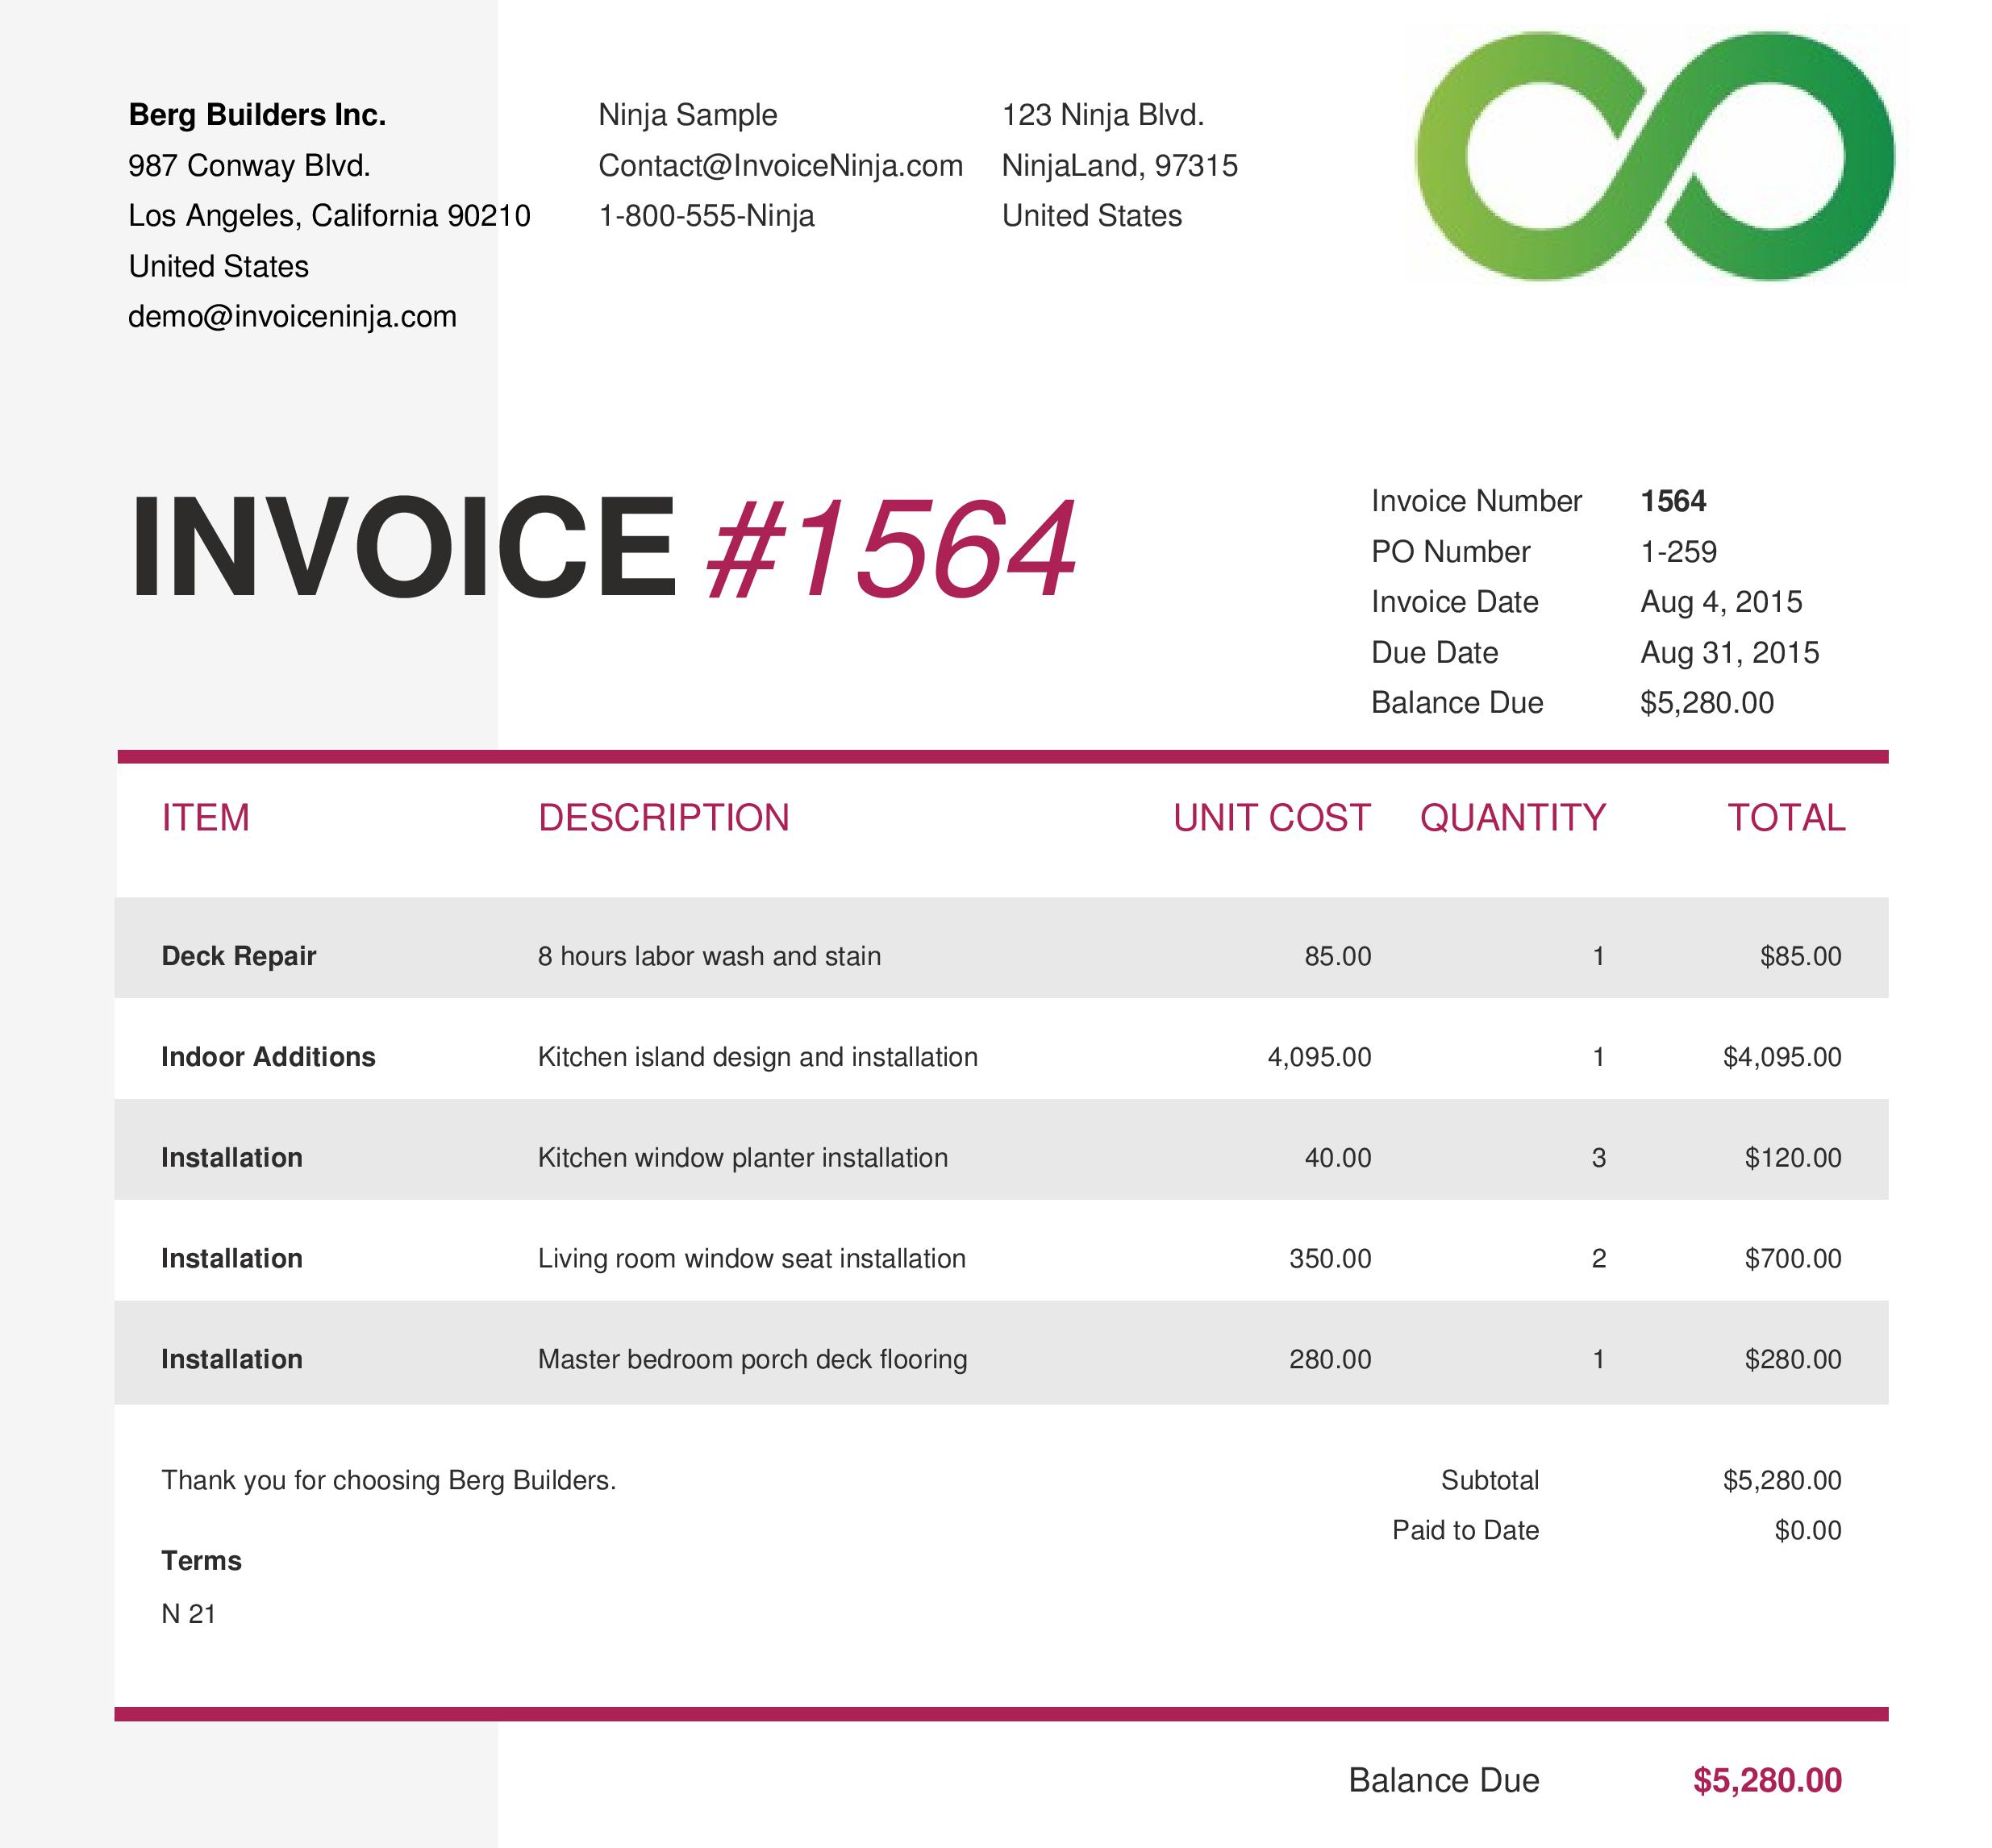 Berg Builders Inc.
987 Conway Blvd.
Los Angeles, California 90210
United States
demo@invoiceninja.com
Ninja Sample
Contact@InvoiceNinja.com
1-800-555-Ninja
123 Ninja Blvd.
NinjaLand, 97315
United States
INVOICE #1564
Invoice Number 1564
PO Number 1-259
Invoice Date Aug 4, 2015
Due Date Aug 31, 2015
Balance Due $5,280.00
ITEM DESCRIPTION UNIT COST QUANTITY TOTAL
Deck Repair 8 hours labor wash and stain 85.00 1 $85.00
Indoor Additions Kitchen island design and installation 4,095.00 1 $4,095.00
Installation Kitchen window planter installation 40.00 3 $120.00
Installation Living room window seat installation 350.00 2 $700.00
Installation Master bedroom porch deck flooring 280.00 1 $280.00
Thank you for choosing Berg Builders.
Terms
N 21
Subtotal $5,280.00
Paid to Date $0.00
Balance Due $5,280.00